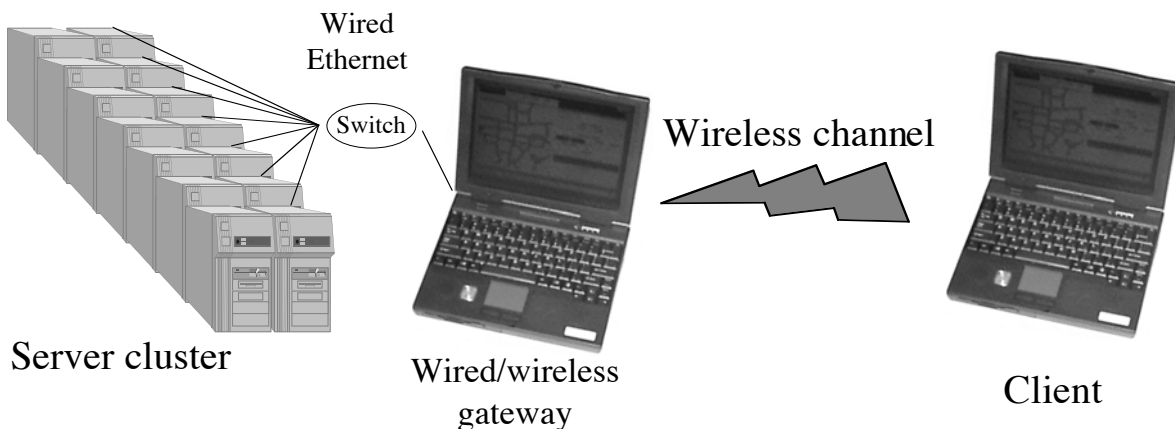 Wired
Ethernet
Switch
Wireless channel
Server cluster
Wired/wireless
gateway
Client